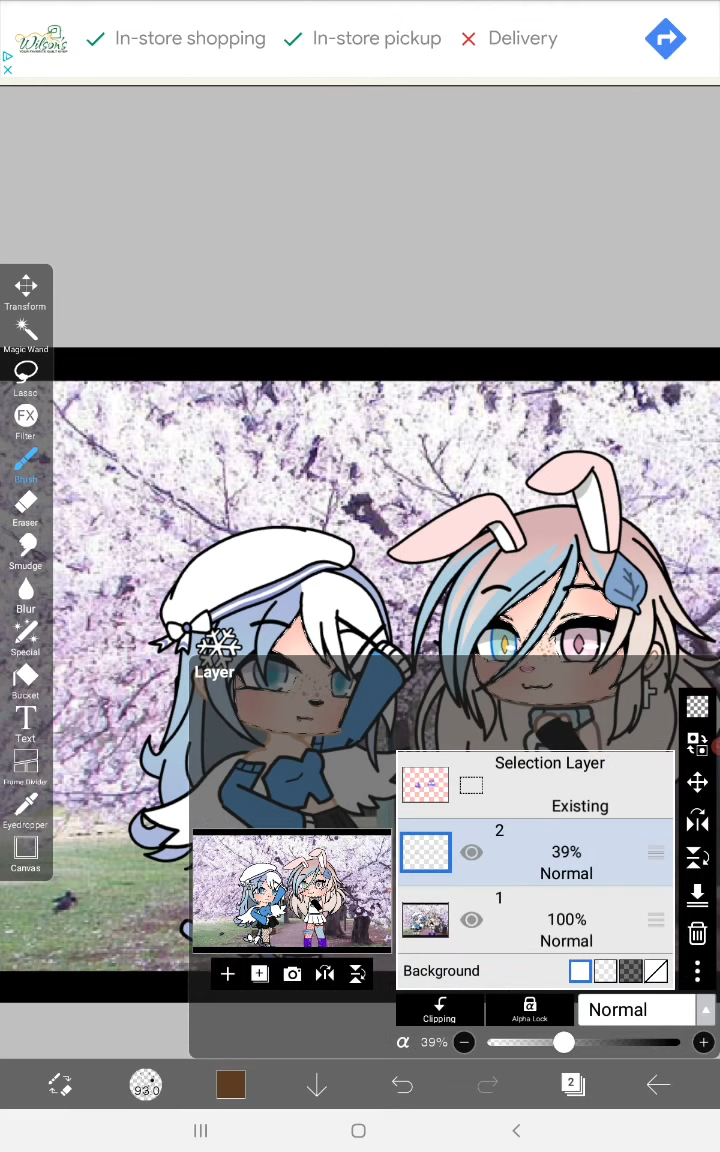 Wilson's
In-store shopping In-store pickup Delivery
Transform
Magic Wand
Lasso
FX
Filter
Brush
Eraser
Smudge
Blur
Special
Bucket
T
Text
Frame Divider
Eyedropper
Canvas
Layer
Selection Layer
Existing
2
39%
Normal
1
100%
Normal
Background
Clipping
Alpha Lock
Normal
α 39%
93.0
2